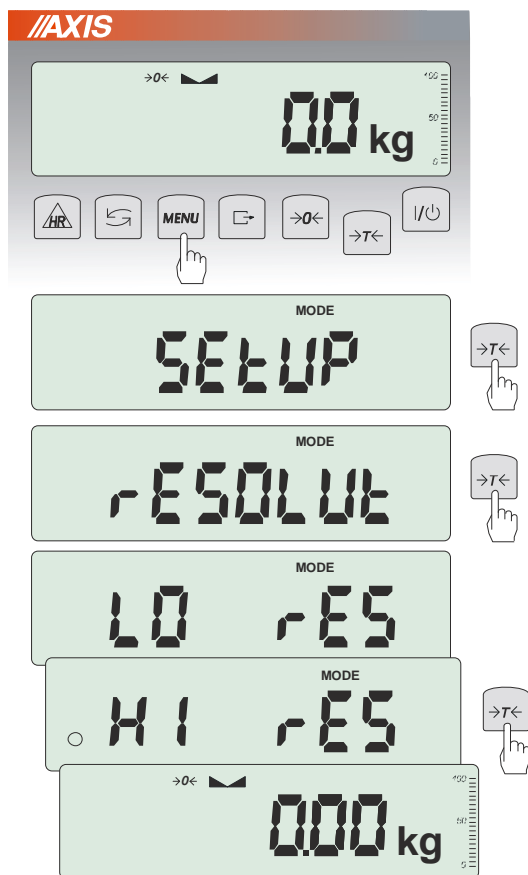 //AXIS
→0←
100
0.0 kg
50
0
HR MENU →0← →T← I/⏻
MODE
SEtUP
→T←
MODE
rESOLUt
→T←
MODE
LO rES
MODE
HI rES
→T←
→0←
100
0.00 kg
50
0